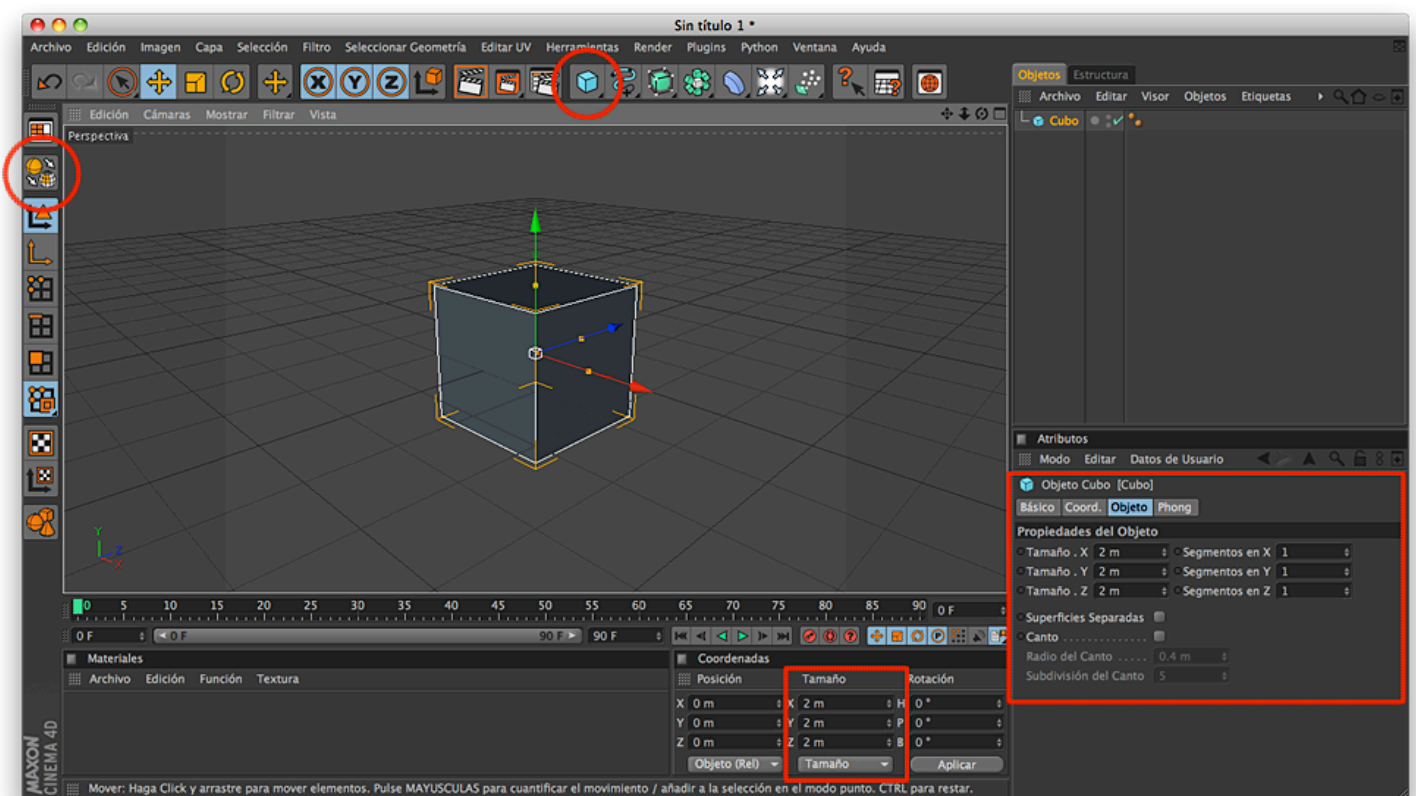 Sin título 1 *
Archivo Edición Imagen Capa Selección Filtro Seleccionar Geometría Editar UV Herramientas Render Plugins Python Ventana Ayuda
Objetos Estructura
Archivo Editar Visor Objetos Etiquetas
Cubo
Edición Cámaras Mostrar Filtrar Vista
Perspectiva
X Y Z
Y
Z
X
Atributos
Modo Editar Datos de Usuario
Objeto Cubo [Cubo]
Básico Coord. Objeto Phong
Propiedades del Objeto
Tamaño . X 2 m Segmentos en X 1
Tamaño . Y 2 m Segmentos en Y 1
Tamaño . Z 2 m Segmentos en Z 1
Superficies Separadas
Canto . . . . . . . . . . . . . .
Radio del Canto . . . . . 0.4 m
Subdivisión del Canto 5
0 5 10 15 20 25 30 35 40 45 50 55 60 65 70 75 80 85 90 0 F
0 F 0 F 90 F 90 F
Materiales
Archivo Edición Función Textura
Coordenadas
Posición Tamaño Rotación
X 0 m X 2 m H 0 °
Y 0 m Y 2 m P 0 °
Z 0 m Z 2 m B 0 °
Objeto (Rel) Tamaño Aplicar
MAXON
CINEMA 4D
Mover: Haga Click y arrastre para mover elementos. Pulse MAYUSCULAS para cuantificar el movimiento / añadir a la selección en el modo punto. CTRL para restar.